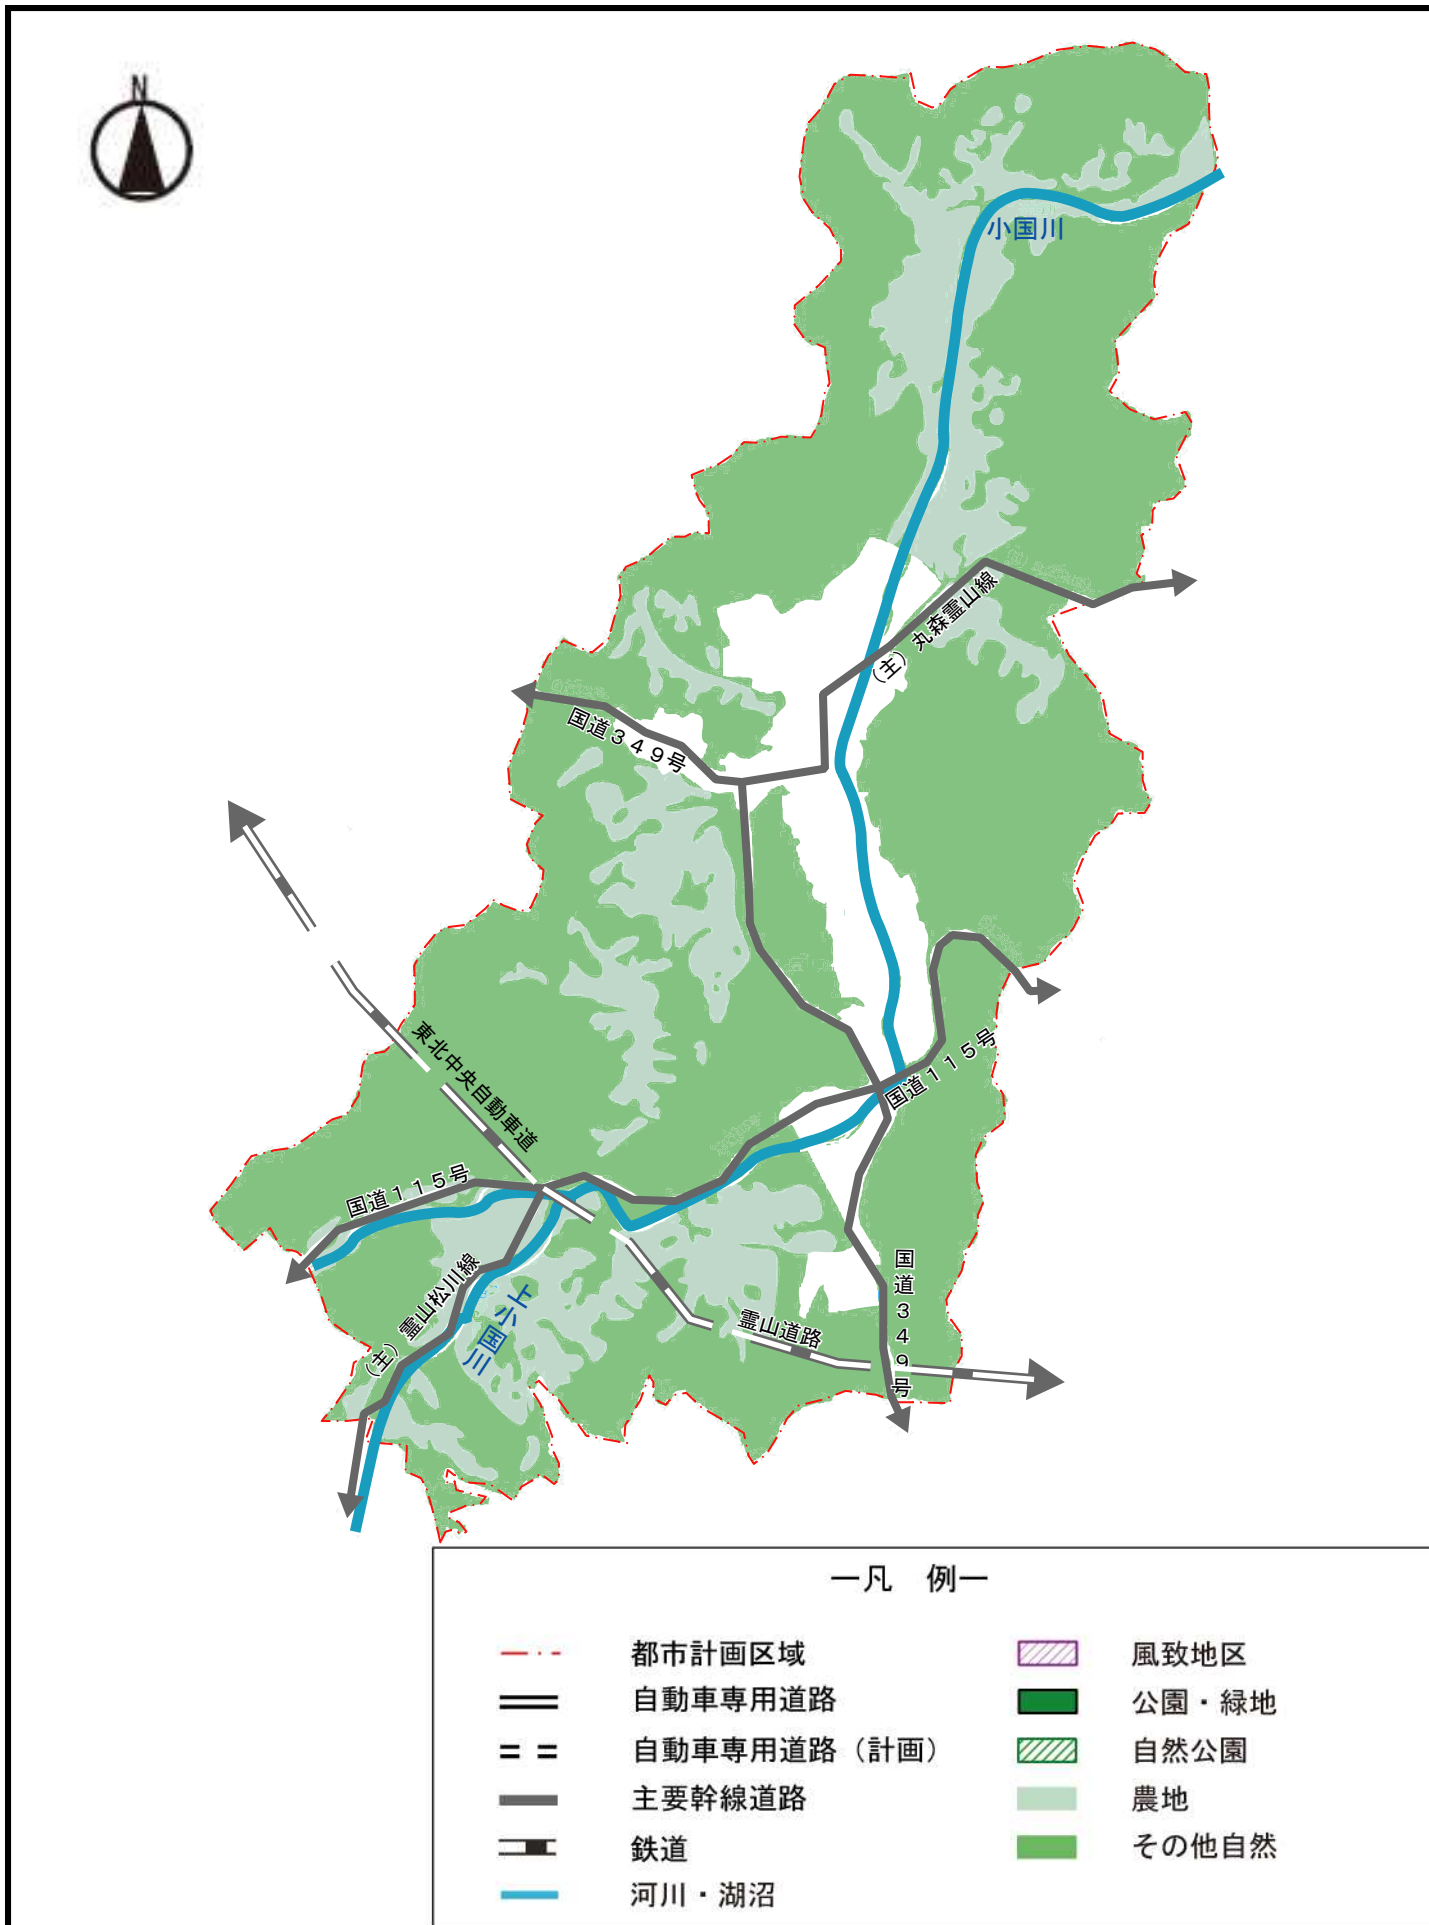 N
小国川
（主）丸森霊山線
国道３４９号
東北中央自動車道
国道１１５号
国道１１５号
（主）霊山松川線
上小国川
霊山道路
国道３４９号
―凡　例―
都市計画区域
自動車専用道路
自動車専用道路（計画）
主要幹線道路
鉄道
河川・湖沼
風致地区
公園・緑地
自然公園
農地
その他自然